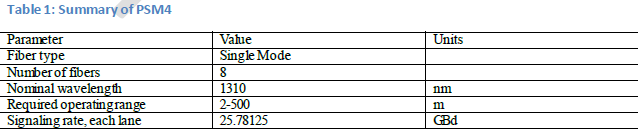 Table 1: Summary of PSM4
Parameter Value Units
Fiber type Single Mode
Number of fibers 8
Nominal wavelength 1310 nm
Required operating range 2-500 m
Signaling rate, each lane 25.78125 GBd